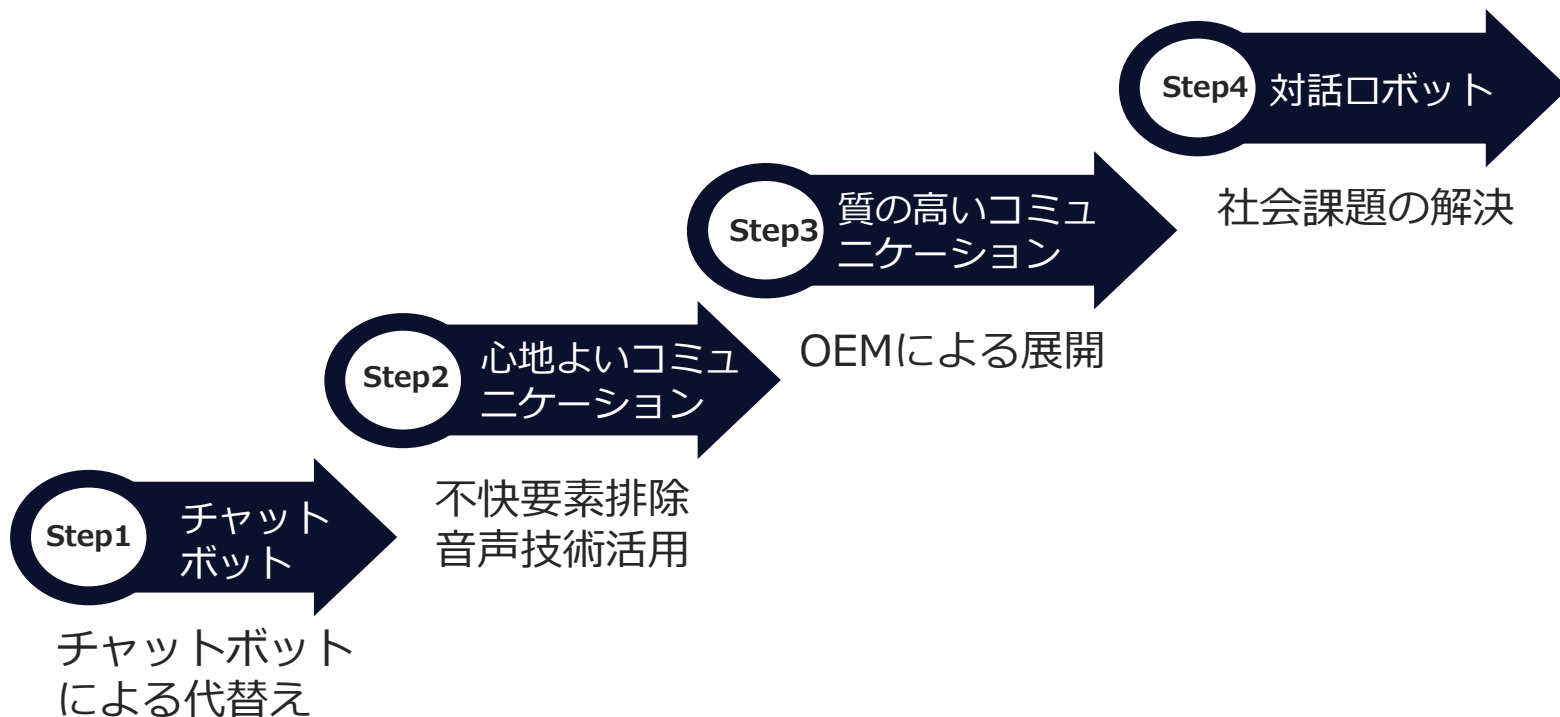 Step1
チャット
ボット
チャットボット
による代替え
Step2
心地よいコミュ
ニケーション
不快要素排除
音声技術活用
Step3
質の高いコミュ
ニケーション
OEMによる展開
Step4
対話ロボット
社会課題の解決